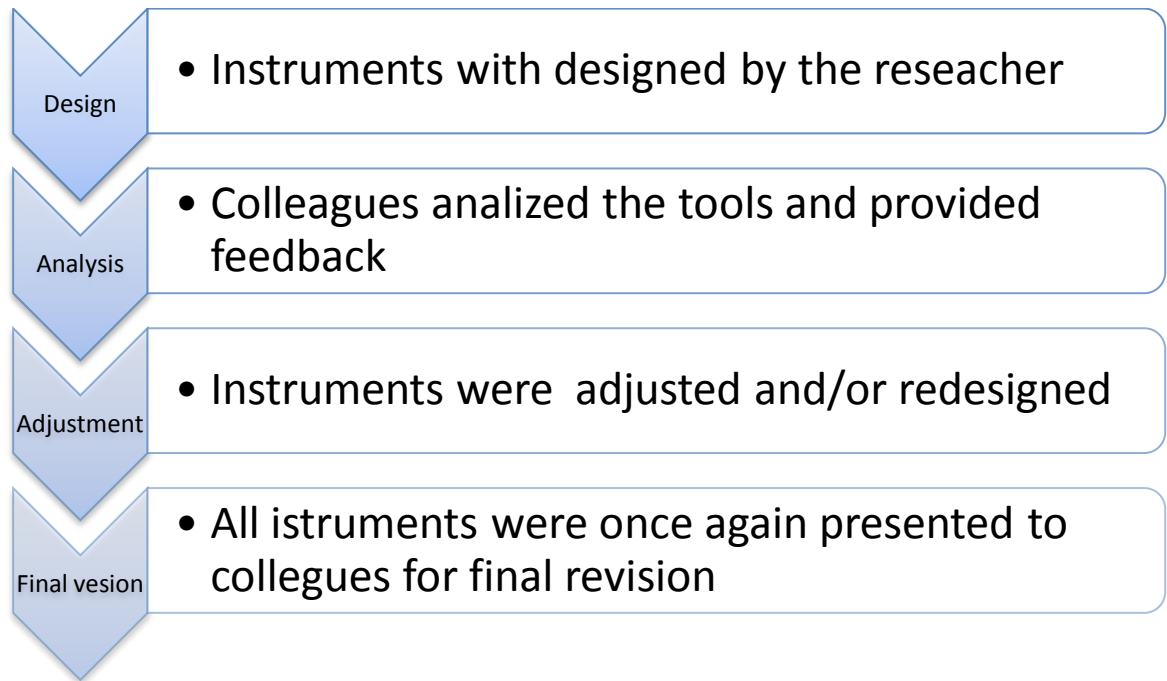 Design
• Instruments with designed by the reseacher
Analysis
• Colleagues analized the tools and provided
feedback
Adjustment
• Instruments were  adjusted and/or redesigned
Final vesion
• All istruments were once again presented to
collegues for final revision